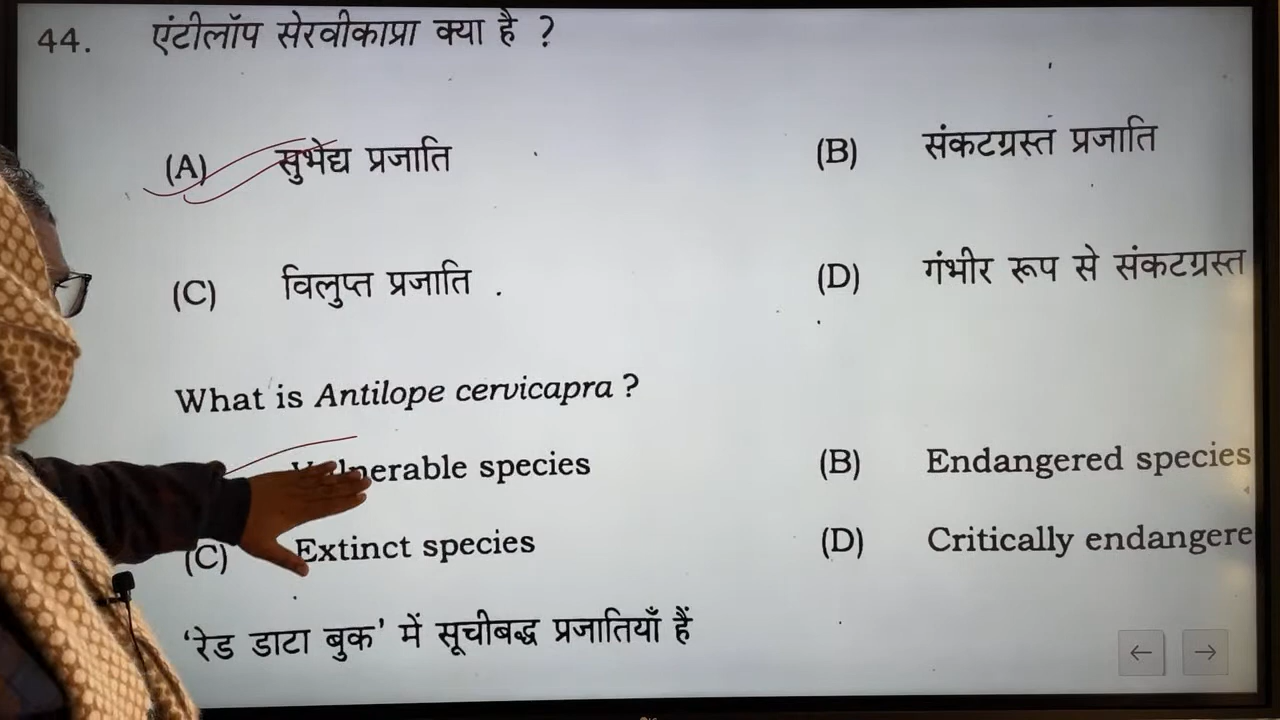 44. एंटीलॉप सेरवीकाप्रा क्या है ?
(A) सुभेद्य प्रजाति (B) संकटग्रस्त प्रजाति
(C) विलुप्त प्रजाति . (D) गंभीर रूप से संकटग्रस्त
What is Antilope cervicapra ?
Vulnerable species (B) Endangered species
(C) Extinct species (D) Critically endangere
‘रेड डाटा बुक’ में सूचीबद्ध प्रजातियाँ हैं